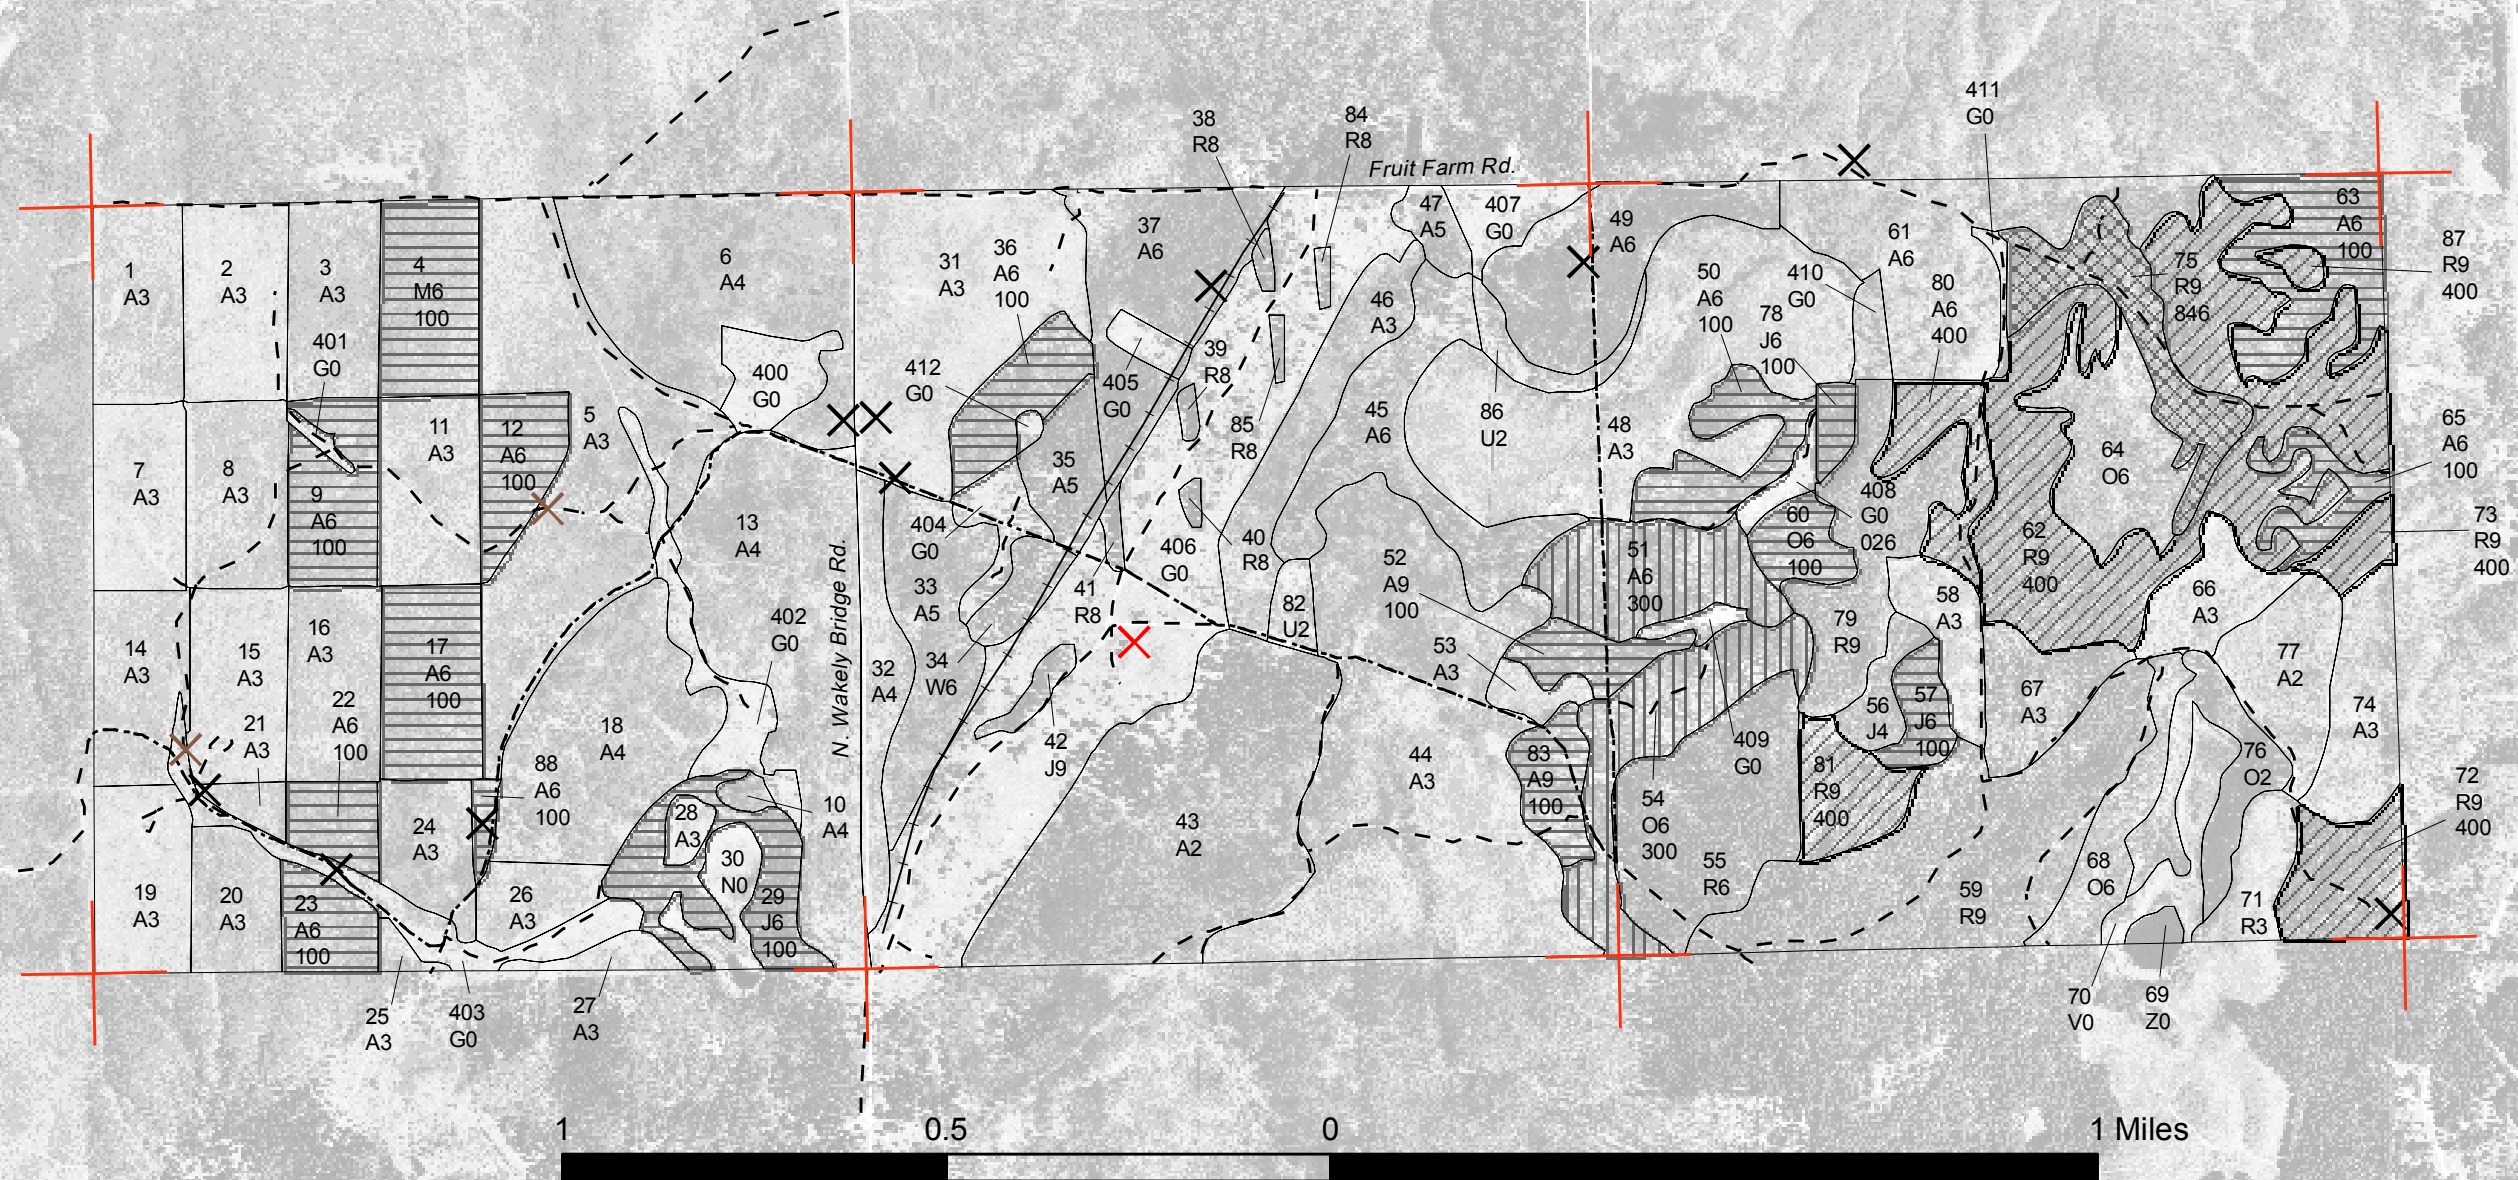 411
G0
38
R8
84
R8
Fruit Farm Rd.
1
A3
2
A3
3
A3
4
M6
100
6
A4
31
A3
36
A6
100
37
A6
47
A5
407
G0
49
A6
61
A6
63
A6
100
87
R9
400
401
G0
400
G0
412
G0
405
G0
39
R8
46
A3
50
A6
100
78
J6
100
410
G0
80
A6
400
75
R9
846
7
A3
8
A3
9
A6
100
11
A3
12
A6
100
5
A3
35
A5
85
R8
45
A6
86
U2
48
A3
64
O6
65
A6
100
13
A4
404
G0
406
G0
40
R8
52
A9
100
51
A6
300
60
O6
100
408
G0
026
62
R9
400
73
R9
400
14
A3
15
A3
16
A3
17
A6
100
402
G0
N. Wakely Bridge Rd.
33
A5
41
R8
82
U2
53
A3
79
R9
58
A3
66
A3
21
A3
22
A6
100
18
A4
32
A4
34
W6
42
J9
44
A3
83
A9
100
409
G0
56
J4
57
J6
100
67
A3
77
A2
74
A3
76
O2
72
R9
400
19
A3
20
A3
23
A6
100
24
A3
88
A6
100
26
A3
28
A3
30
N0
29
J6
100
10
A4
43
A2
54
O6
300
55
R6
81
R9
400
59
R9
68
O6
71
R3
25
A3
403
G0
27
A3
70
V0
69
Z0
1
0.5
0
1 Miles